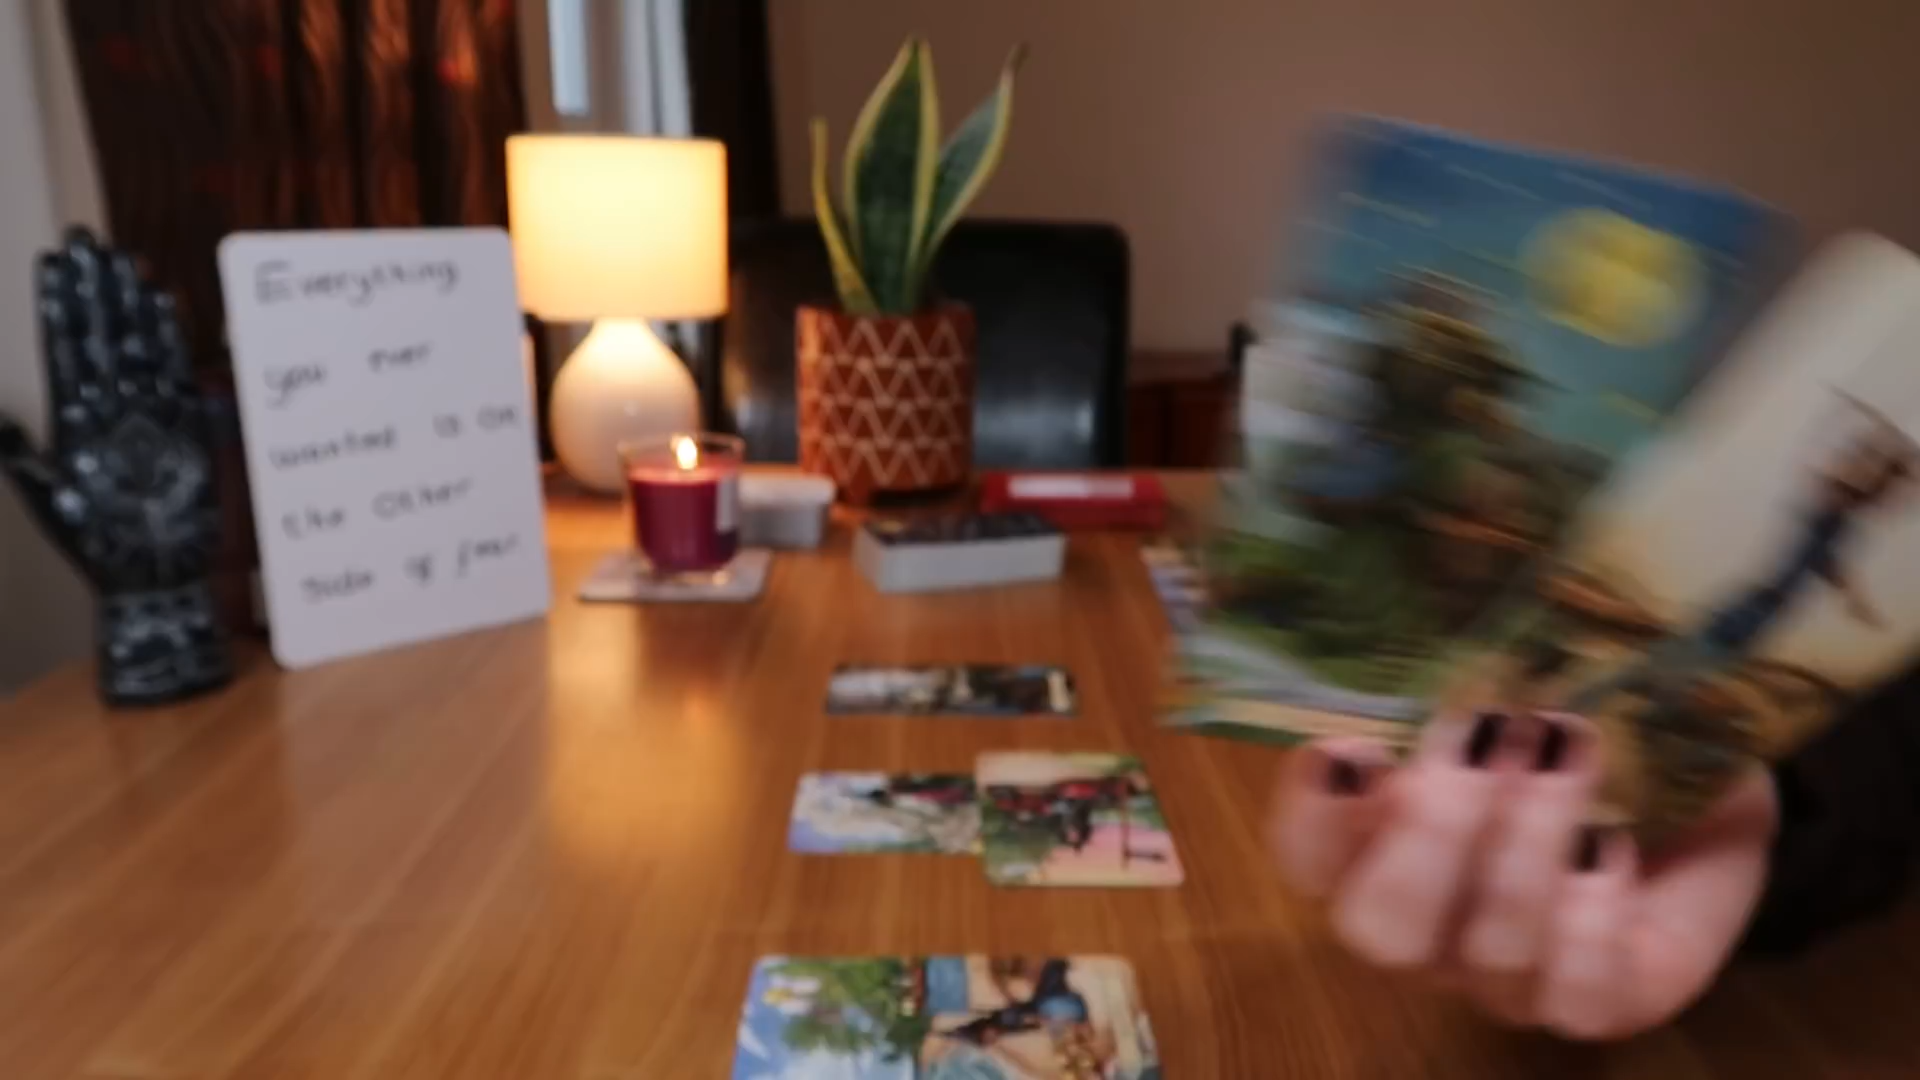 Everything
you ever
wanted is on
the other
side of fear